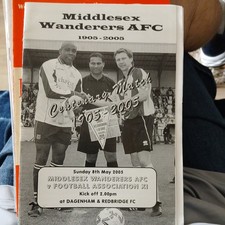 Middlesex
Wanderers AFC
1905-2005
Centenary Match
1905-2005
Sunday 8th May 2005
MIDDLESEX WANDERERS AFC
v FOOTBALL ASSOCIATION XI
Kick off 3.00pm
at DAGENHAM & REDBRIDGE FC